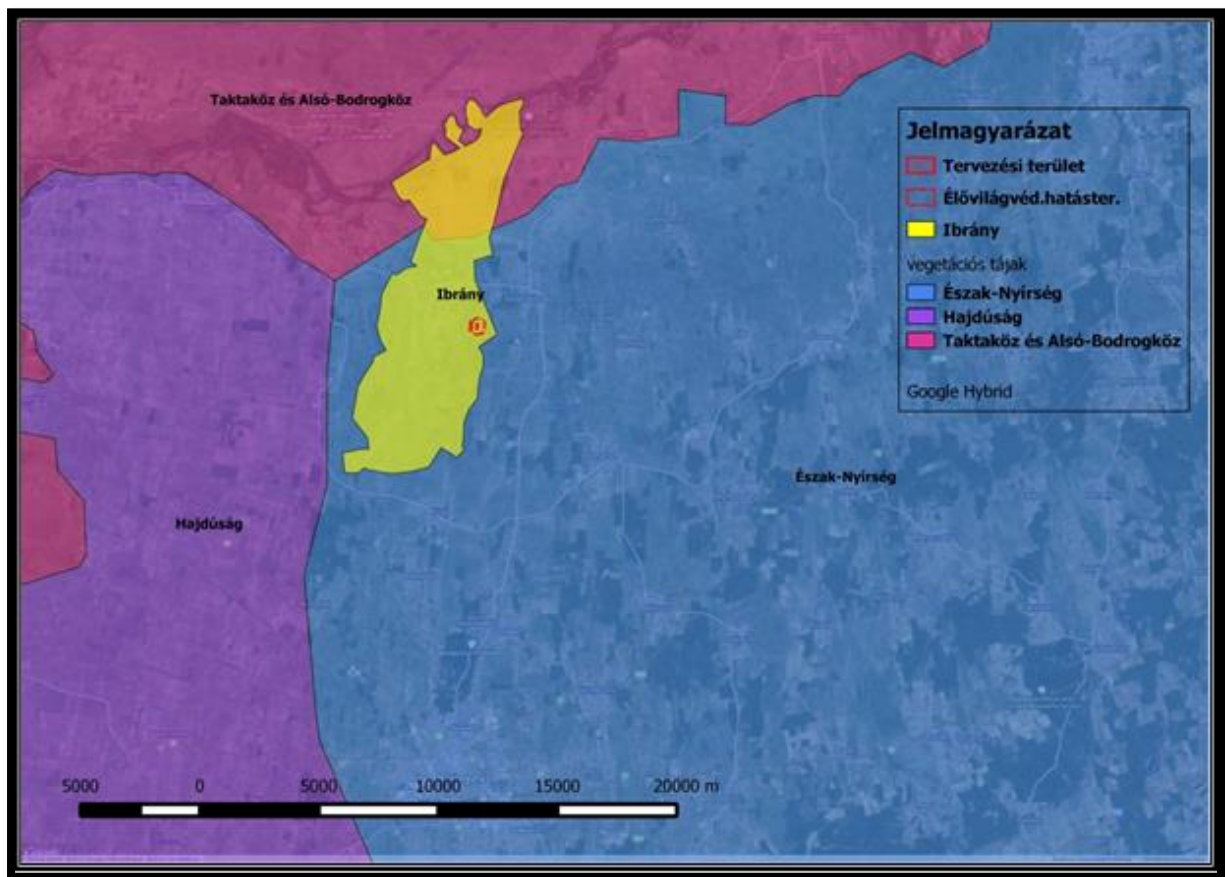 Taktaköz és Alsó-Bodrogköz
Jelmagyarázat
Tervezési terület
Élővilágvéd.hatáster.
Ibrány
vegetációs tájak
Észak-Nyírség
Hajdúság
Taktaköz és Alsó-Bodrogköz
Google Hybrid
Ibrány
Észak-Nyírség
Hajdúság
5000 0 5000 10000 15000 20000 m